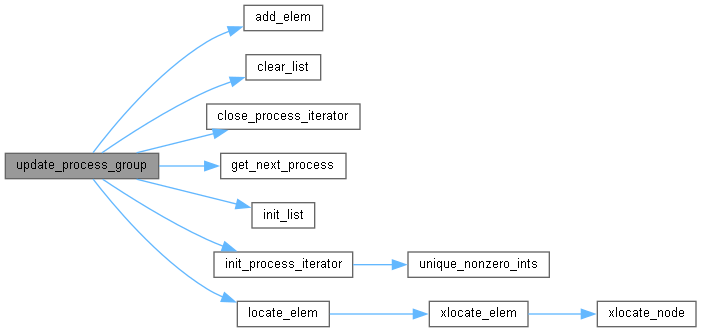 add_elem
clear_list
close_process_iterator
update_process_group
get_next_process
init_list
init_process_iterator
unique_nonzero_ints
locate_elem
xlocate_elem
xlocate_node